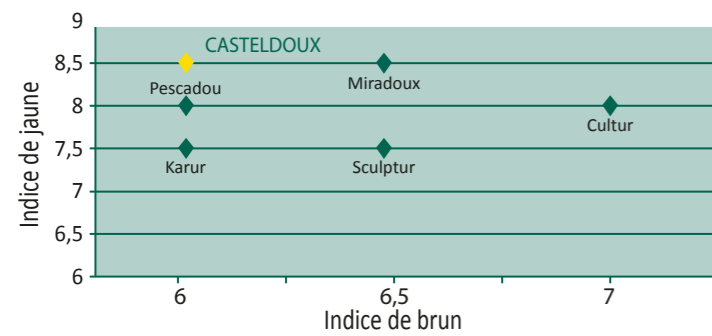 9
CASTELDOUX
8,5
Pescadou
Miradoux
8
Cultur
7,5
Karur
Sculptur
7
6,5
6
Indice de jaune
6
6,5
7
Indice de brun